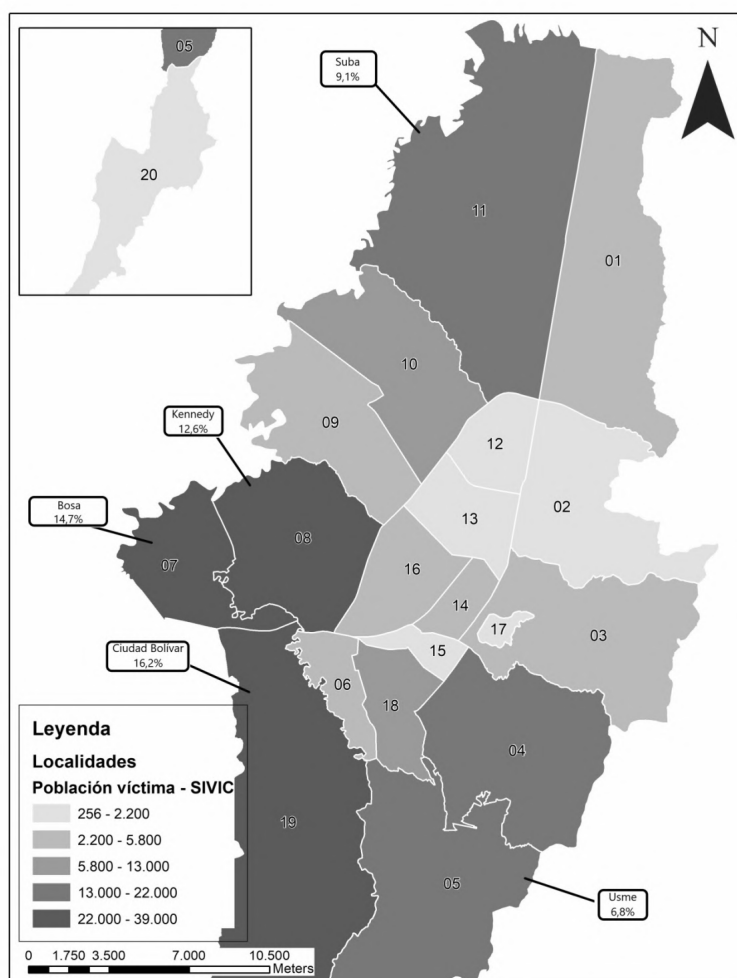 05
20
N
Suba
9,1%
11
01
10
09
12
Kennedy
12,6%
02
Bosa
14,7%
13
08
07
16
14
17
03
15
Ciudad Bolívar
16,2%
06
18
04
19
05
Usme
6,8%
Leyenda
Localidades
Población víctima - SIVIC
256 - 2.200
2.200 - 5.800
5.800 - 13.000
13.000 - 22.000
22.000 - 39.000
0 1.750 3.500 7.000 10.500
Meters